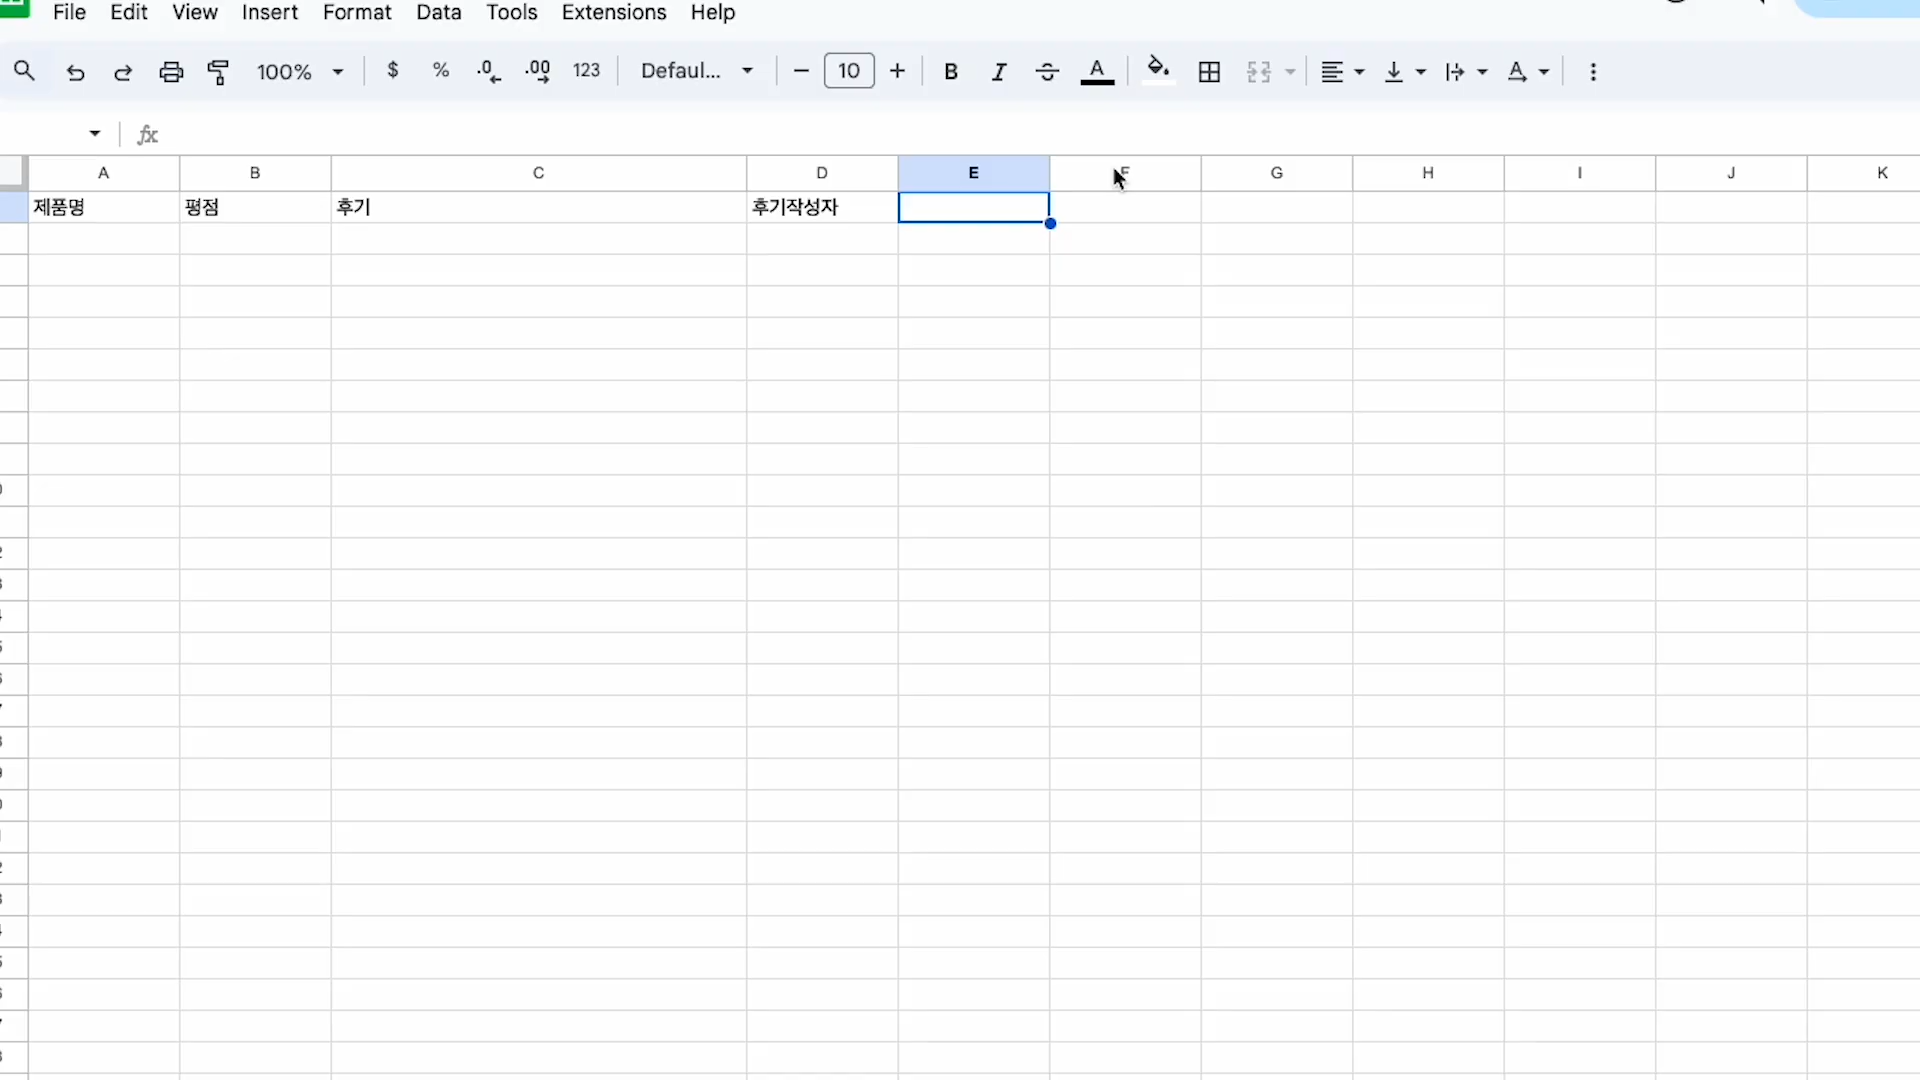 File Edit View Insert Format Data Tools Extensions Help
100% $ % .0 .00 123 Defaul... 10 B I S A A
fx
A B C D E F G H I J K
제품명 평점 후기 후기작성자